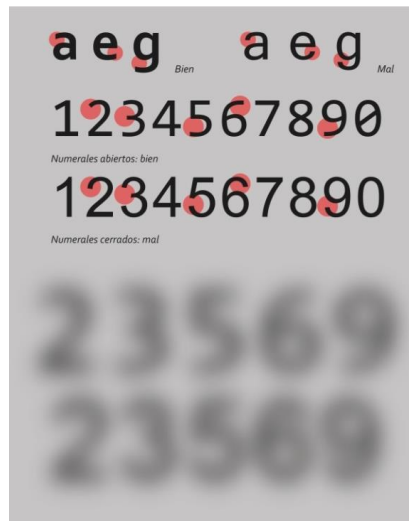 a e g Bien a e g Mal
1234567890
Numerales abiertos: bien
1234567890
Numerales cerrados: mal
23569
23569